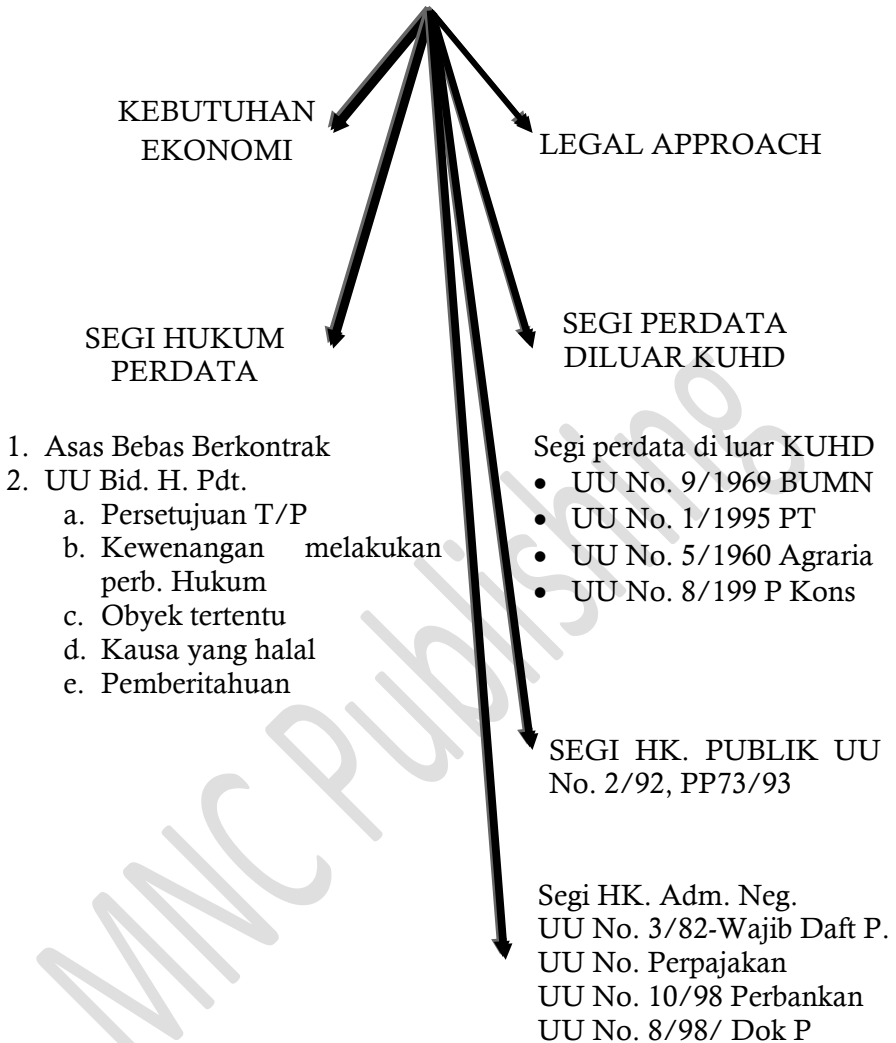 KEBUTUHAN
EKONOMI
LEGAL APPROACH
SEGI HUKUM
PERDATA
SEGI PERDATA
DILUAR KUHD
1. Asas Bebas Berkontrak
2. UU Bid. H. Pdt.
a. Persetujuan T/P
b. Kewenangan melakukan
perb. Hukum
c. Obyek tertentu
d. Kausa yang halal
e. Pemberitahuan
Segi perdata di luar KUHD
• UU No. 9/1969 BUMN
• UU No. 1/1995 PT
• UU No. 5/1960 Agraria
• UU No. 8/199 P Kons
SEGI HK. PUBLIK UU
No. 2/92, PP73/93
Segi HK. Adm. Neg.
UU No. 3/82-Wajib Daft P.
UU No. Perpajakan
UU No. 10/98 Perbankan
UU No. 8/98/ Dok P
MNC Publishing